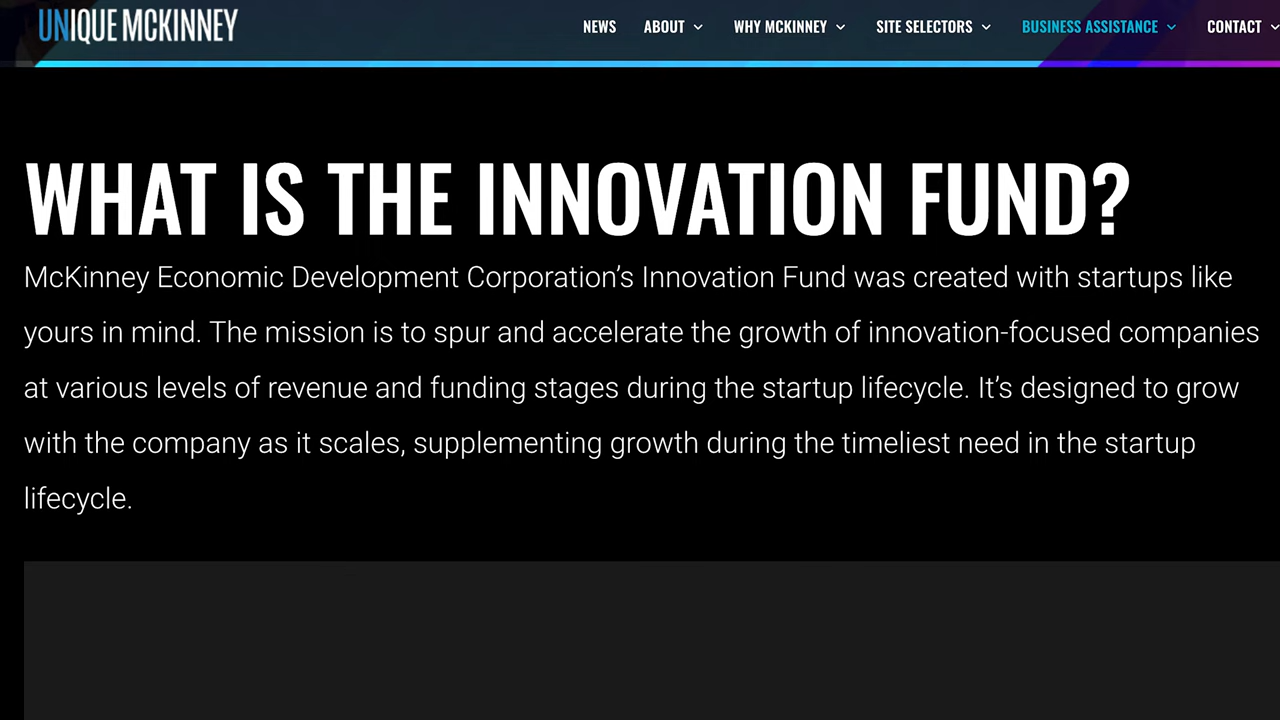 UNIQUE MCKINNEY
NEWS ABOUT WHY MCKINNEY SITE SELECTORS BUSINESS ASSISTANCE CONTACT
WHAT IS THE INNOVATION FUND?
McKinney Economic Development Corporation’s Innovation Fund was created with startups like
yours in mind. The mission is to spur and accelerate the growth of innovation-focused companies
at various levels of revenue and funding stages during the startup lifecycle. It’s designed to grow
with the company as it scales, supplementing growth during the timeliest need in the startup
lifecycle.